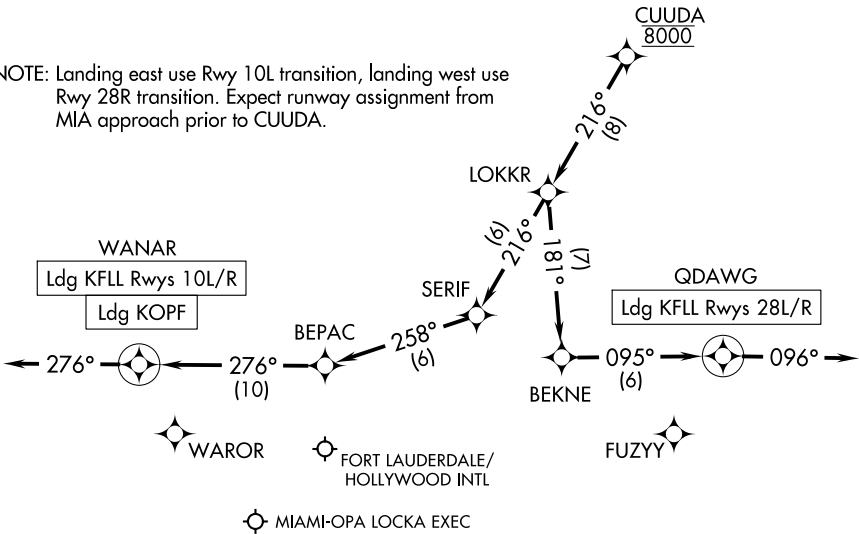 CUUDA
8000
NOTE: Landing east use Rwy 10L transition, landing west use
Rwy 28R transition. Expect runway assignment from
MIA approach prior to CUUDA.
216°
(8)
LOKKR
(6)
216°
181°
(7)
WANAR
Ldg KFLL Rwys 10L/R
Ldg KOPF
SERIF
QDAWG
Ldg KFLL Rwys 28L/R
BEPAC
258°
(6)
276°
276°
(10)
095°
(6)
096°
BEKNE
WAROR
FORT LAUDERDALE/
HOLLYWOOD INTL
FUZYY
MIAMI-OPA LOCKA EXEC